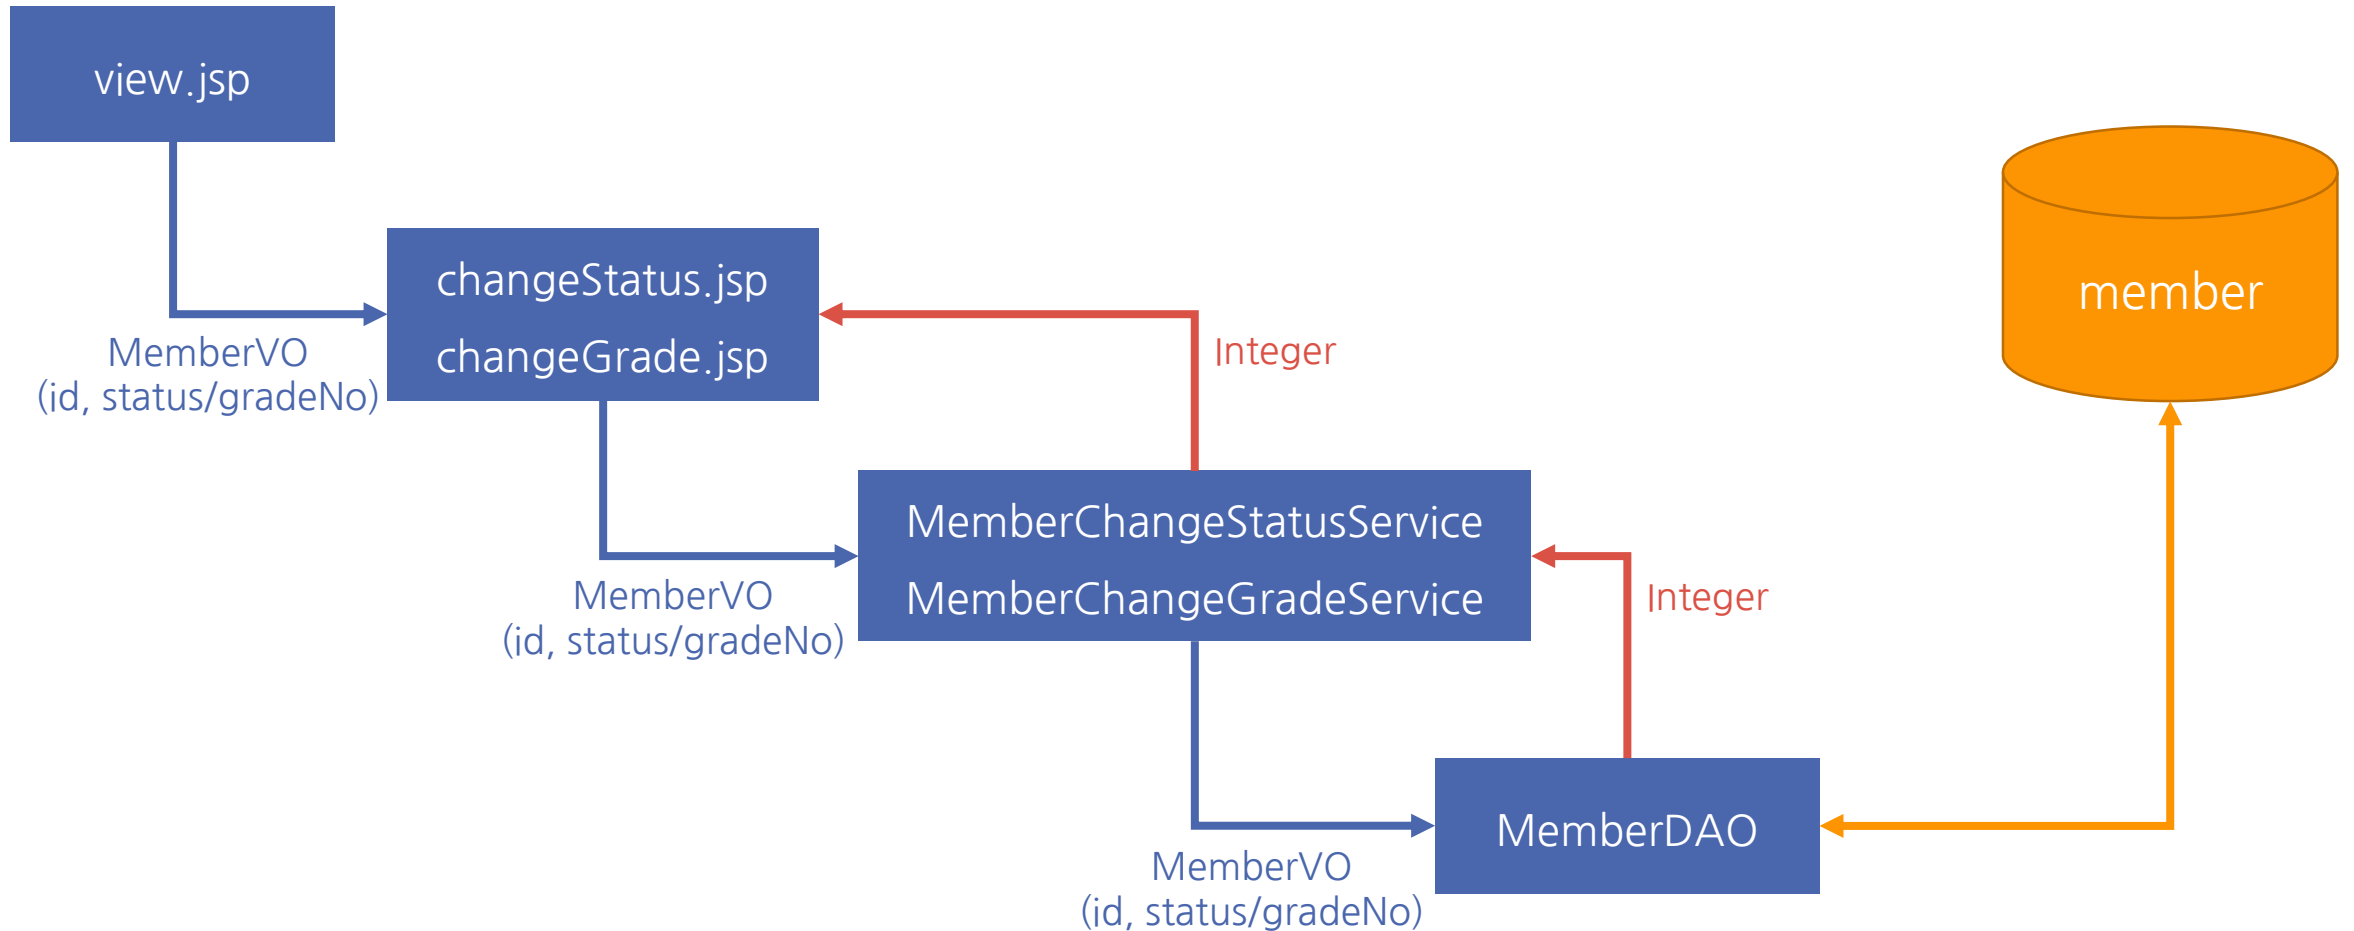 view.jsp
changeStatus.jsp
changeGrade.jsp
MemberVO
(id, status/gradeNo)
Integer
member
MemberChangeStatusService
MemberChangeGradeService
MemberVO
(id, status/gradeNo)
Integer
MemberDAO
MemberVO
(id, status/gradeNo)